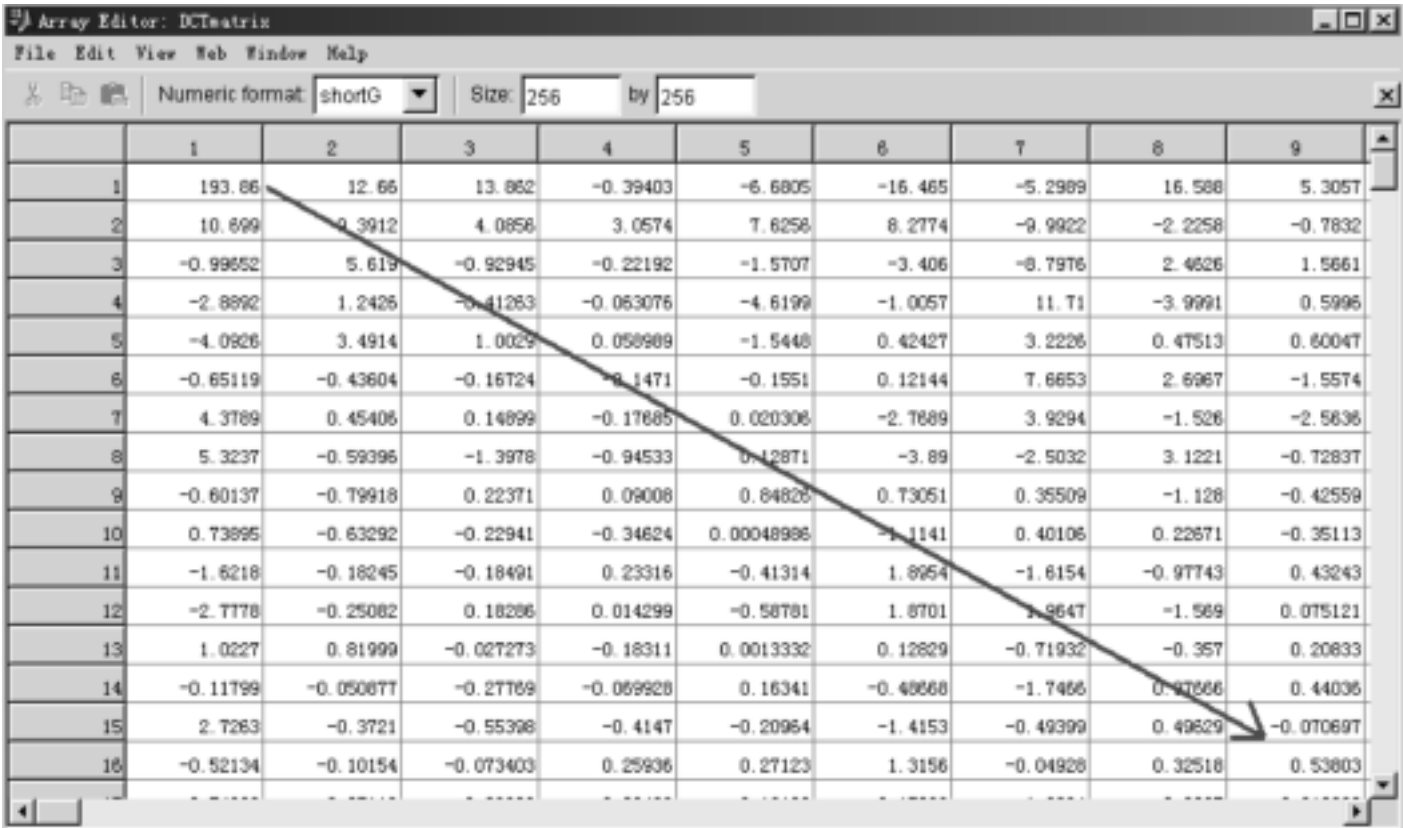 Array Editor: DCTmatrix
File Edit View Web Window Help
Numeric format: shortG Size: 256 by 256
1 2 3 4 5 6 7 8 9
1 193.86 12.66 13.862 -0.39403 -6.6805 -16.465 -5.2989 16.588 5.3057
2 10.699 9.3912 4.0856 3.0574 7.6256 8.2774 -9.9922 -2.2258 -0.7832
3 -0.99652 5.619 -0.92945 -0.22192 -1.5707 -3.406 -8.7976 2.4626 1.5661
4 -2.8892 1.2426 -0.41263 -0.063076 -4.6199 -1.0057 11.71 -3.9991 0.5996
5 -4.0926 3.4914 1.0029 0.058989 -1.5448 0.42427 3.2226 0.47513 0.60047
6 -0.65119 -0.43604 -0.16724 -0.1471 -0.1551 0.12144 7.6653 2.6967 -1.5574
7 4.3789 0.45406 0.14899 -0.17685 0.020306 -2.7689 3.9294 -1.526 -2.5636
8 5.3237 -0.59396 -1.3978 -0.94533 0.12871 -3.89 -2.5032 3.1221 -0.72837
9 -0.60137 -0.79918 0.22371 0.09008 0.84826 0.73051 0.35509 -1.128 -0.42559
10 0.73895 -0.63292 -0.22941 -0.34624 0.00048986 -1.1141 0.40106 0.22671 -0.35113
11 -1.6218 -0.18245 -0.18491 0.23316 -0.41314 1.8954 -1.6154 -0.97743 0.43243
12 -2.7778 -0.25082 0.18286 0.014299 -0.58781 1.8701 1.9647 -1.569 0.075121
13 1.0227 0.81999 -0.027273 -0.18311 0.0013332 0.12829 -0.71932 -0.357 0.20833
14 -0.11799 -0.050877 -0.27769 -0.069928 0.16341 -0.48668 -1.7466 0.97666 0.44036
15 2.7263 -0.3721 -0.55398 -0.4147 -0.20964 -1.4153 -0.49399 0.49629 -0.070697
16 -0.52134 -0.10154 -0.073403 0.25936 0.27123 1.3156 -0.04928 0.32518 0.53803